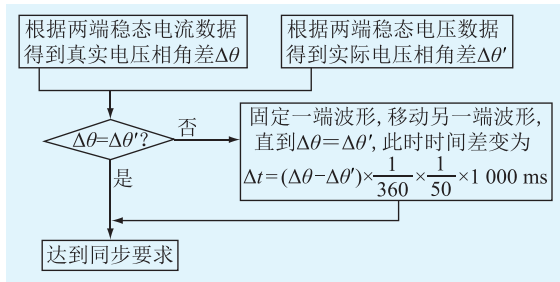 根据两端稳态电流数据
得到真实电压相角差Δθ
根据两端稳态电压数据
得到实际电压相角差Δθ′
Δθ=Δθ′?
否
是
固定一端波形,移动另一端波形,
直到Δθ=Δθ′,此时时间差变为
Δt=(Δθ-Δθ′)×1/360×1/50×1 000 ms
达到同步要求